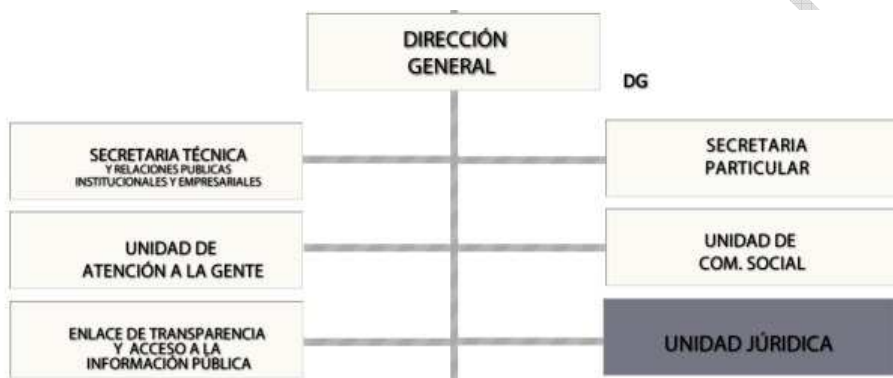 DIRECCIÓN
GENERAL
DG
SECRETARIA TÉCNICA
Y RELACIONES PUBLICAS
INSTITUCIONALES Y EMPRESARIALES
SECRETARIA
PARTICULAR
UNIDAD DE
ATENCIÓN A LA GENTE
UNIDAD DE
COM. SOCIAL
ENLACE DE TRANSPARENCIA
Y ACCESO A LA
INFORMACIÓN PÚBLICA
UNIDAD JÚRIDICA